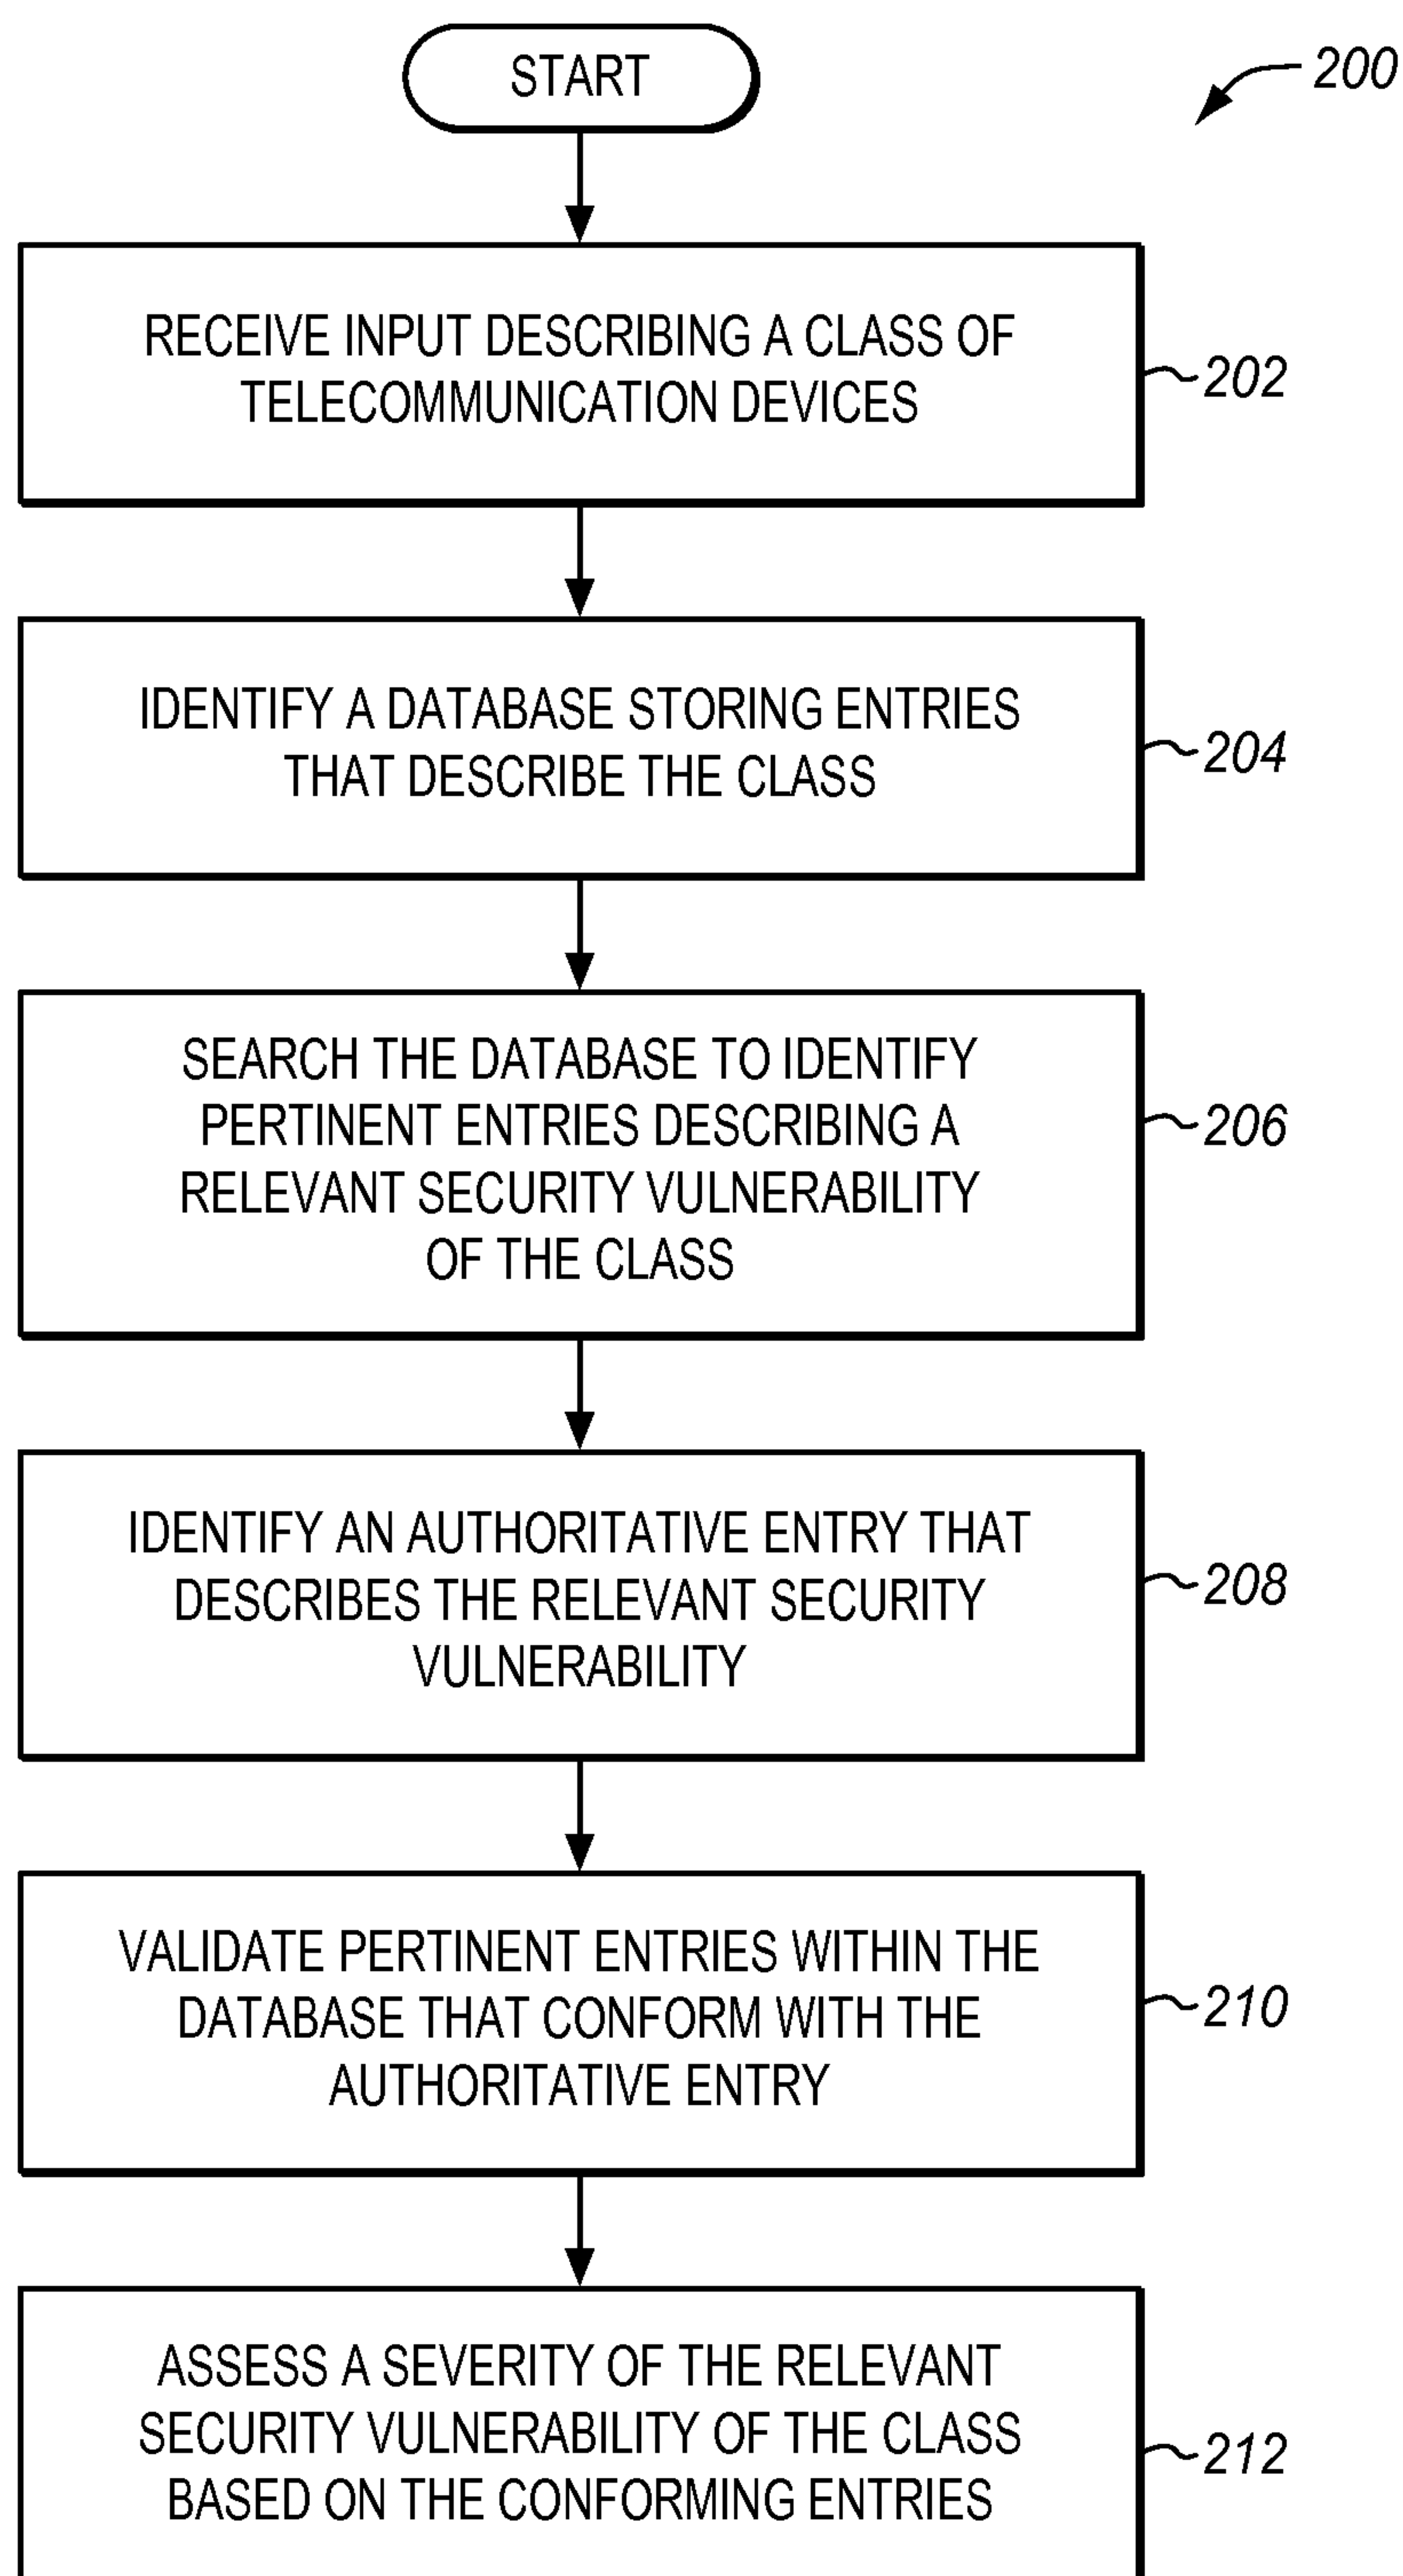 START
200
RECEIVE INPUT DESCRIBING A CLASS OF
TELECOMMUNICATION DEVICES
202
IDENTIFY A DATABASE STORING ENTRIES
THAT DESCRIBE THE CLASS
204
SEARCH THE DATABASE TO IDENTIFY
PERTINENT ENTRIES DESCRIBING A
RELEVANT SECURITY VULNERABILITY
OF THE CLASS
206
IDENTIFY AN AUTHORITATIVE ENTRY THAT
DESCRIBES THE RELEVANT SECURITY
VULNERABILITY
208
VALIDATE PERTINENT ENTRIES WITHIN THE
DATABASE THAT CONFORM WITH THE
AUTHORITATIVE ENTRY
210
ASSESS A SEVERITY OF THE RELEVANT
SECURITY VULNERABILITY OF THE CLASS
BASED ON THE CONFORMING ENTRIES
212